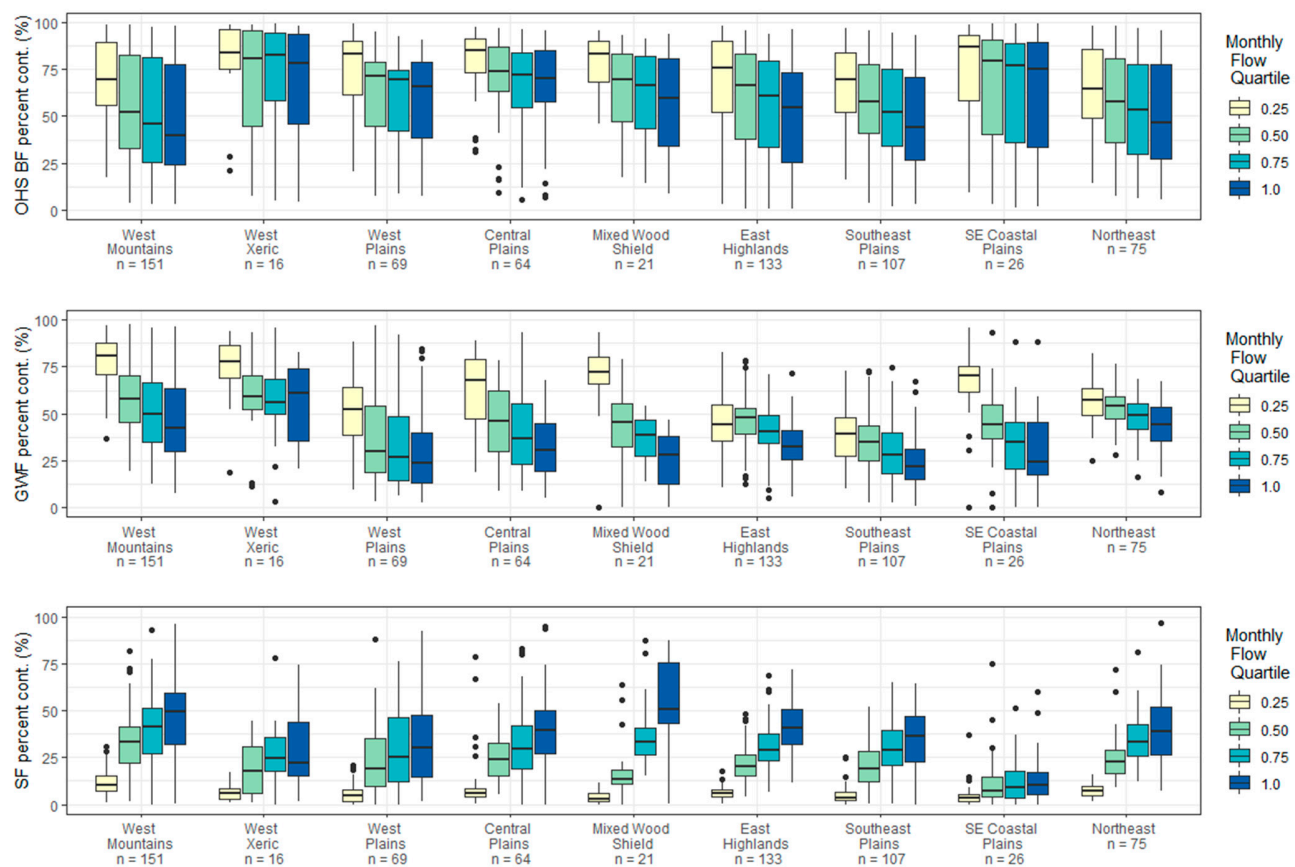 OHS BF percent cont. (%)
100
75
50
25
0
West
Mountains
n = 151
West
Xeric
n = 16
West
Plains
n = 69
Central
Plains
n = 64
Mixed Wood
Shield
n = 21
East
Highlands
n = 133
Southeast
Plains
n = 107
SE Coastal
Plains
n = 26
Northeast
n = 75
Monthly
Flow
Quartile
0.25
0.50
0.75
1.0
GWF percent cont. (%)
100
75
50
25
0
West
Mountains
n = 151
West
Xeric
n = 16
West
Plains
n = 69
Central
Plains
n = 64
Mixed Wood
Shield
n = 21
East
Highlands
n = 133
Southeast
Plains
n = 107
SE Coastal
Plains
n = 26
Northeast
n = 75
Monthly
Flow
Quartile
0.25
0.50
0.75
1.0
SF percent cont. (%)
100
75
50
25
0
West
Mountains
n = 151
West
Xeric
n = 16
West
Plains
n = 69
Central
Plains
n = 64
Mixed Wood
Shield
n = 21
East
Highlands
n = 133
Southeast
Plains
n = 107
SE Coastal
Plains
n = 26
Northeast
n = 75
Monthly
Flow
Quartile
0.25
0.50
0.75
1.0